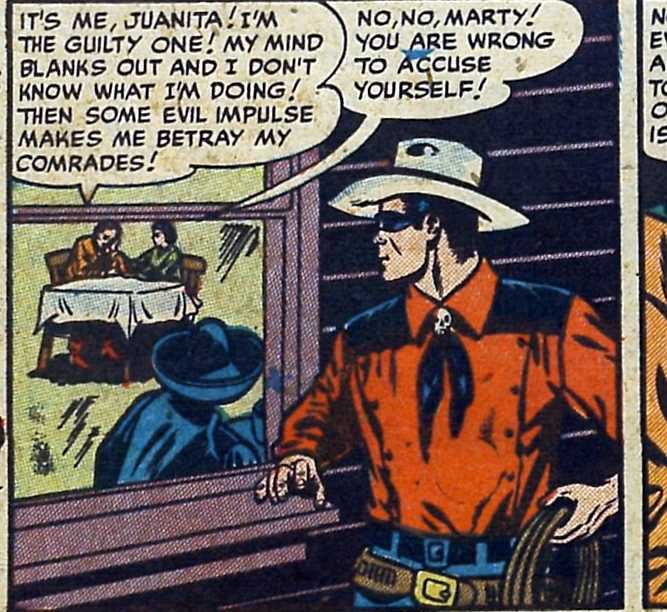 IT'S ME, JUANITA! I'M
THE GUILTY ONE! MY MIND
BLANKS OUT AND I DON'T
KNOW WHAT I'M DOING!
THEN SOME EVIL IMPULSE
MAKES ME BETRAY MY
COMRADES!
NO, NO, MARTY!
YOU ARE WRONG
TO ACCUSE
YOURSELF!